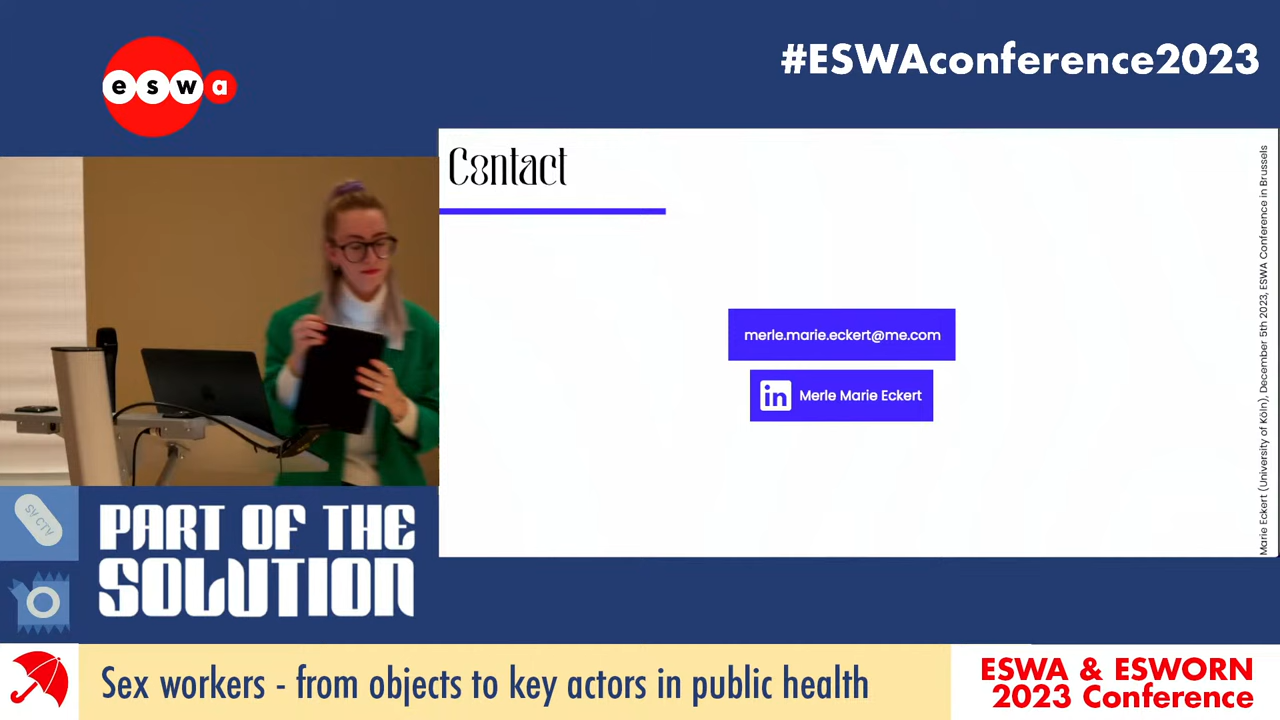 eswa
#ESWAconference2023
Contact
merle.marie.eckert@me.com
in Merle Marie Eckert
Marie Eckert (University of Köln), December 5th 2023, ESWA Conference in Brussels
PART OF THE
SOLUTION
Sex workers - from objects to key actors in public health
ESWA & ESWORN
2023 Conference